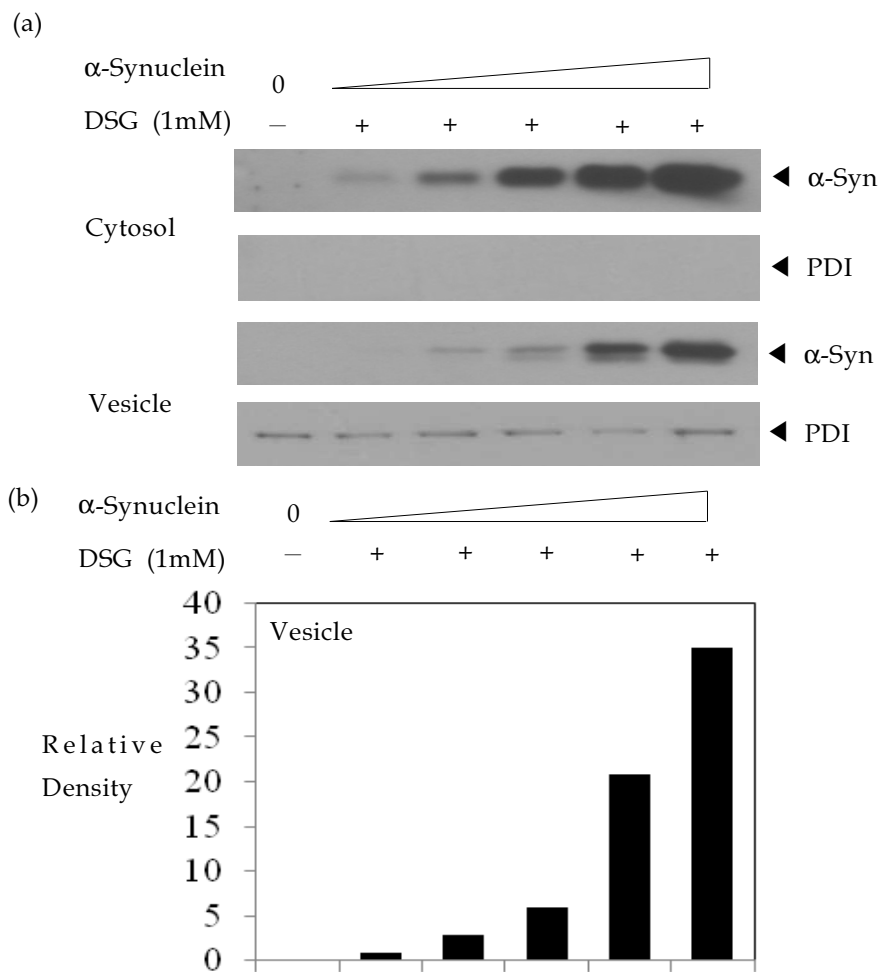 (a)
α-Synuclein 0
DSG (1mM) — + + + + +
◄ α-Syn
Cytosol
◄ PDI
◄ α-Syn
Vesicle
◄ PDI
(b) α-Synuclein 0
DSG (1mM) — + + + + +
40
Vesicle
35
30
25
Relative
Density
20
15
10
5
0